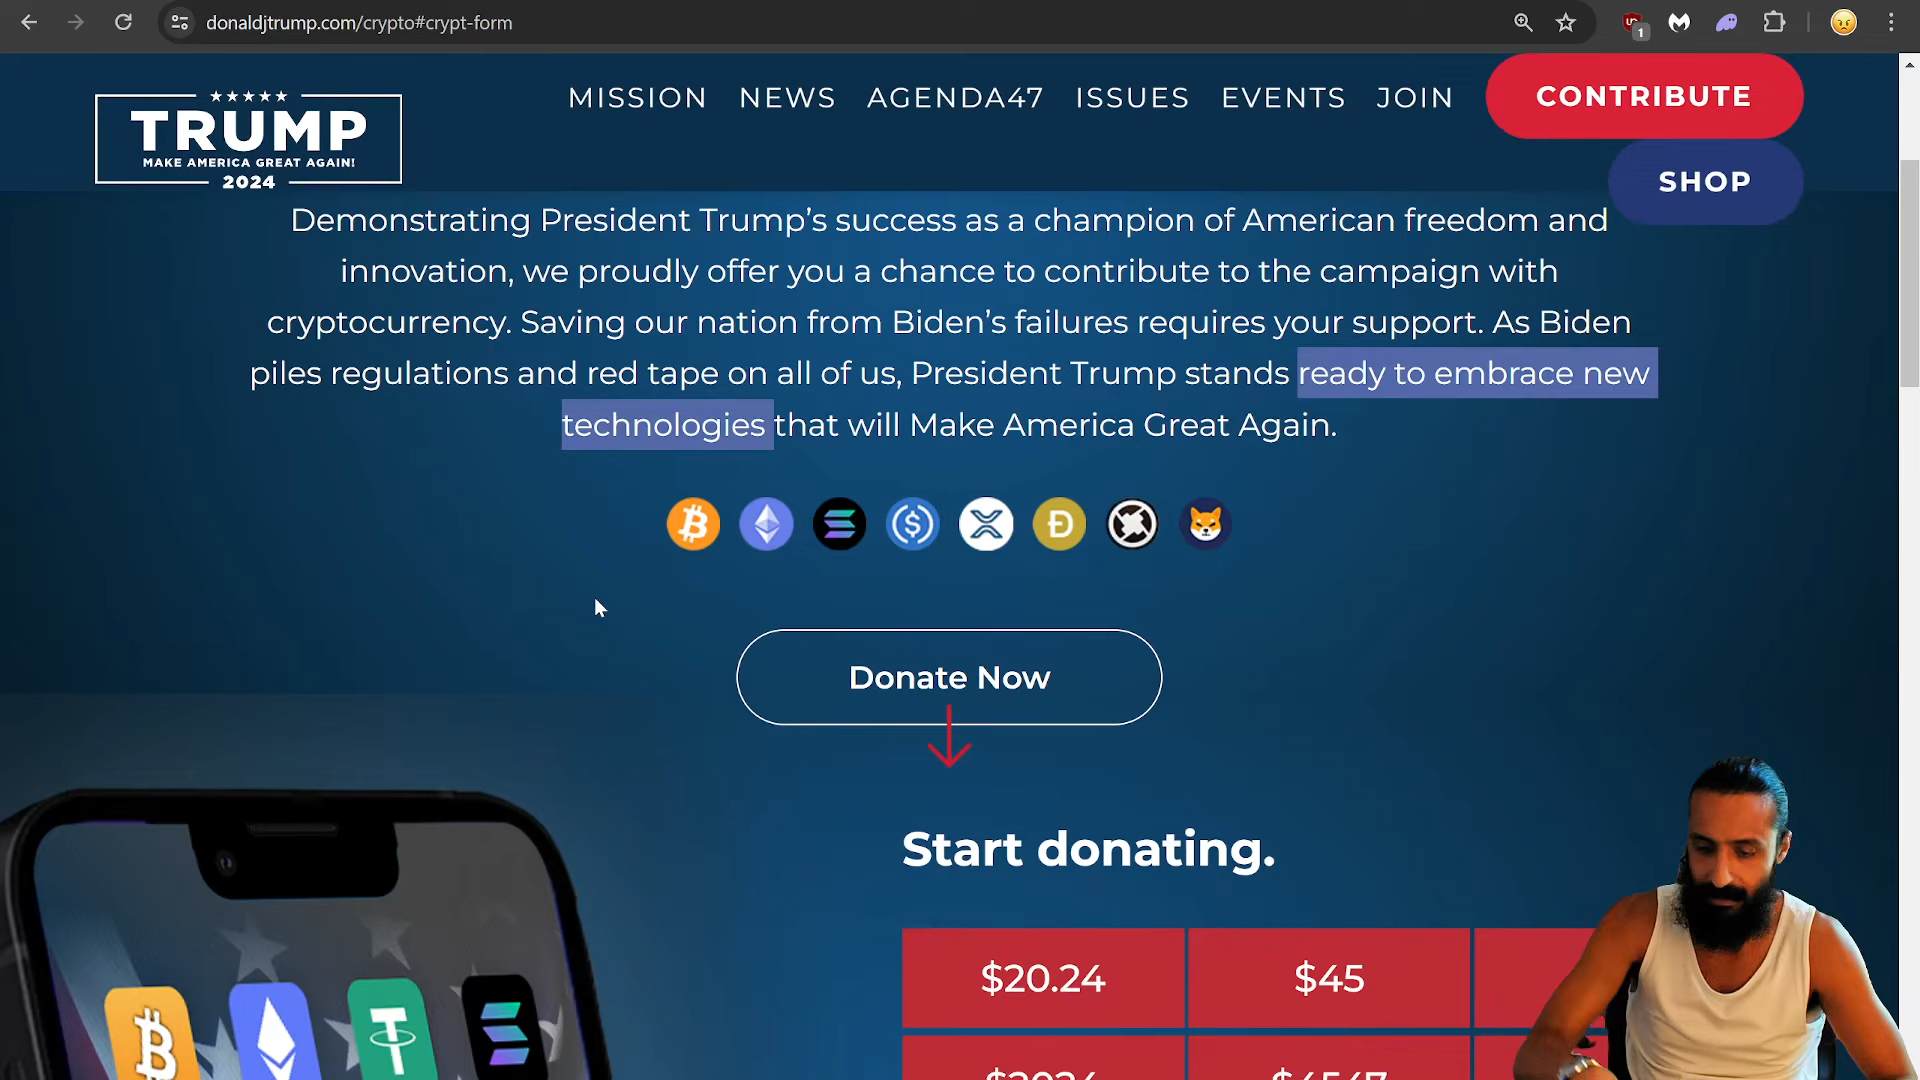 donaldjtrump.com/crypto#crypt-form
1
MISSION NEWS AGENDA47 ISSUES EVENTS JOIN CONTRIBUTE
SHOP
TRUMP
MAKE AMERICA GREAT AGAIN!
2024
Demonstrating President Trump’s success as a champion of American freedom and
innovation, we proudly offer you a chance to contribute to the campaign with
cryptocurrency. Saving our nation from Biden’s failures requires your support. As Biden
piles regulations and red tape on all of us, President Trump stands ready to embrace new
technologies that will Make America Great Again.
Donate Now
Start donating.
$20.24 $45